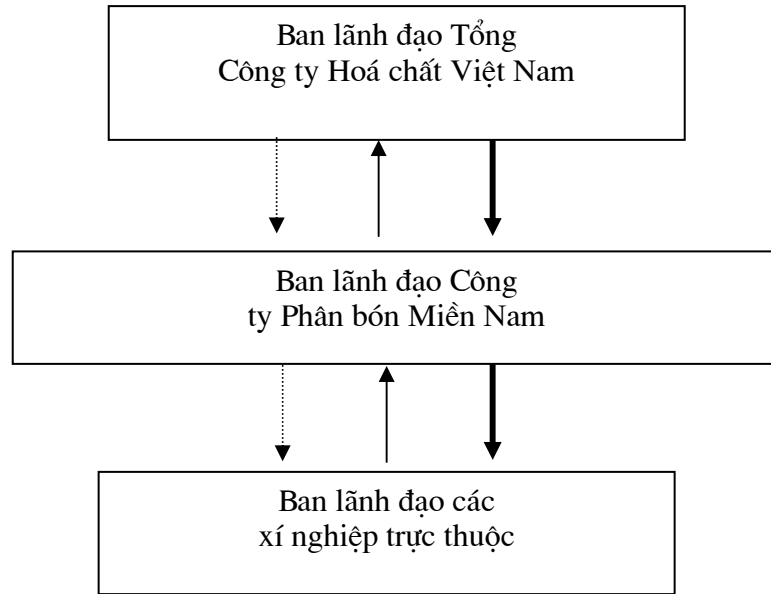 Ban lãnh đạo Tổng
Công ty Hoá chất Việt Nam
Ban lãnh đạo Công
ty Phân bón Miền Nam
Ban lãnh đạo các
xí nghiệp trực thuộc